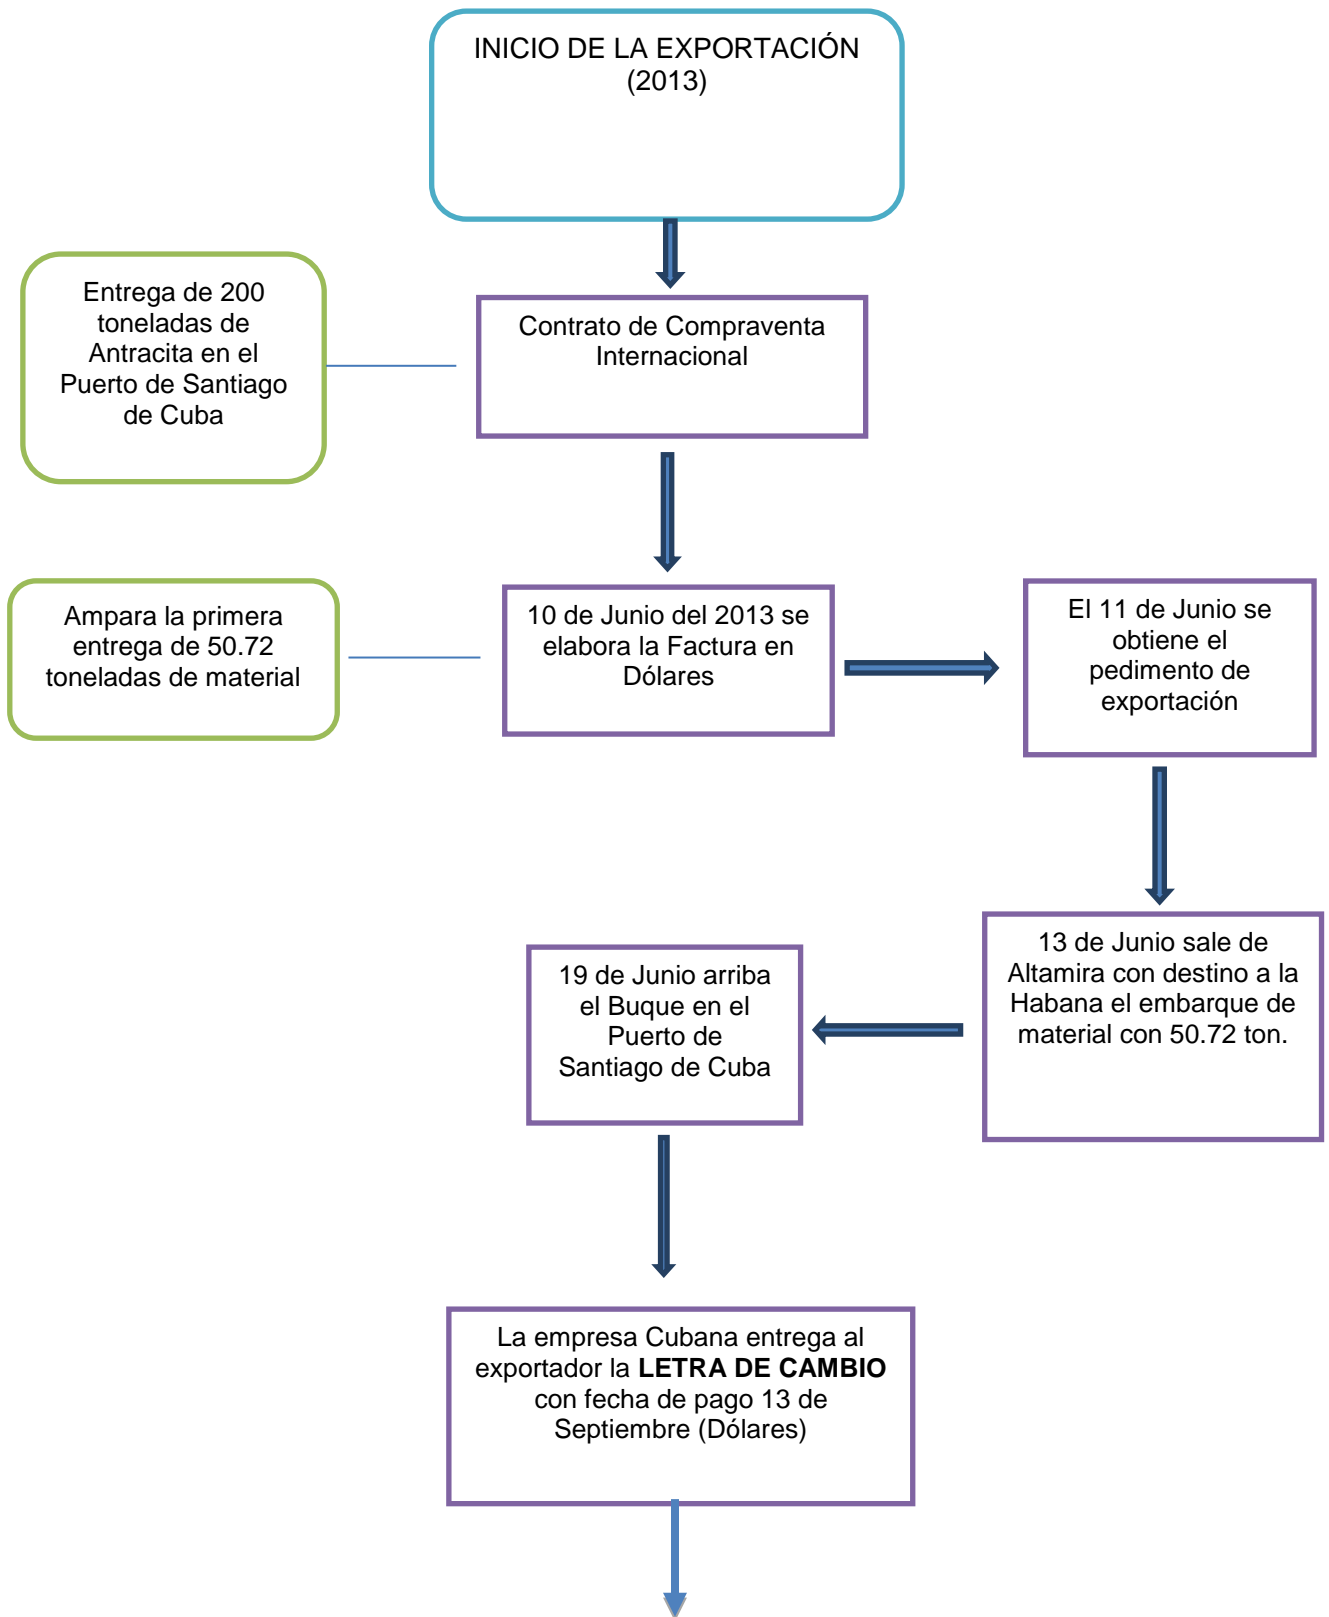 INICIO DE LA EXPORTACIÓN
(2013)
Entrega de 200
toneladas de
Antracita en el
Puerto de Santiago
de Cuba
Contrato de Compraventa
Internacional
Ampara la primera
entrega de 50.72
toneladas de material
10 de Junio del 2013 se
elabora la Factura en
Dólares
El 11 de Junio se
obtiene el
pedimento de
exportación
13 de Junio sale de
Altamira con destino a la
Habana el embarque de
material con 50.72 ton.
19 de Junio arriba
el Buque en el
Puerto de
Santiago de Cuba
La empresa Cubana entrega al
exportador la LETRA DE CAMBIO
con fecha de pago 13 de
Septiembre (Dólares)